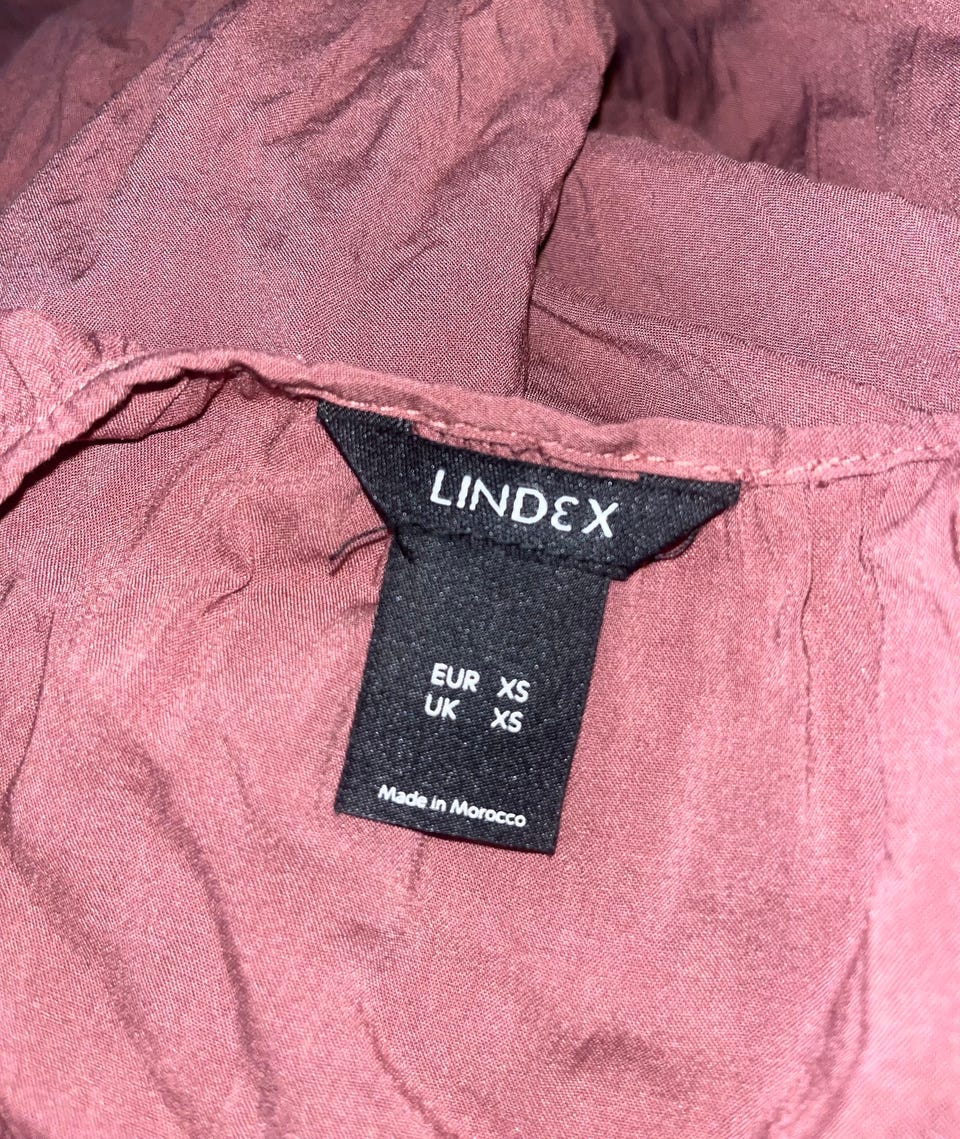 LINDEX
EUR XS
UK XS
Made in Morocco